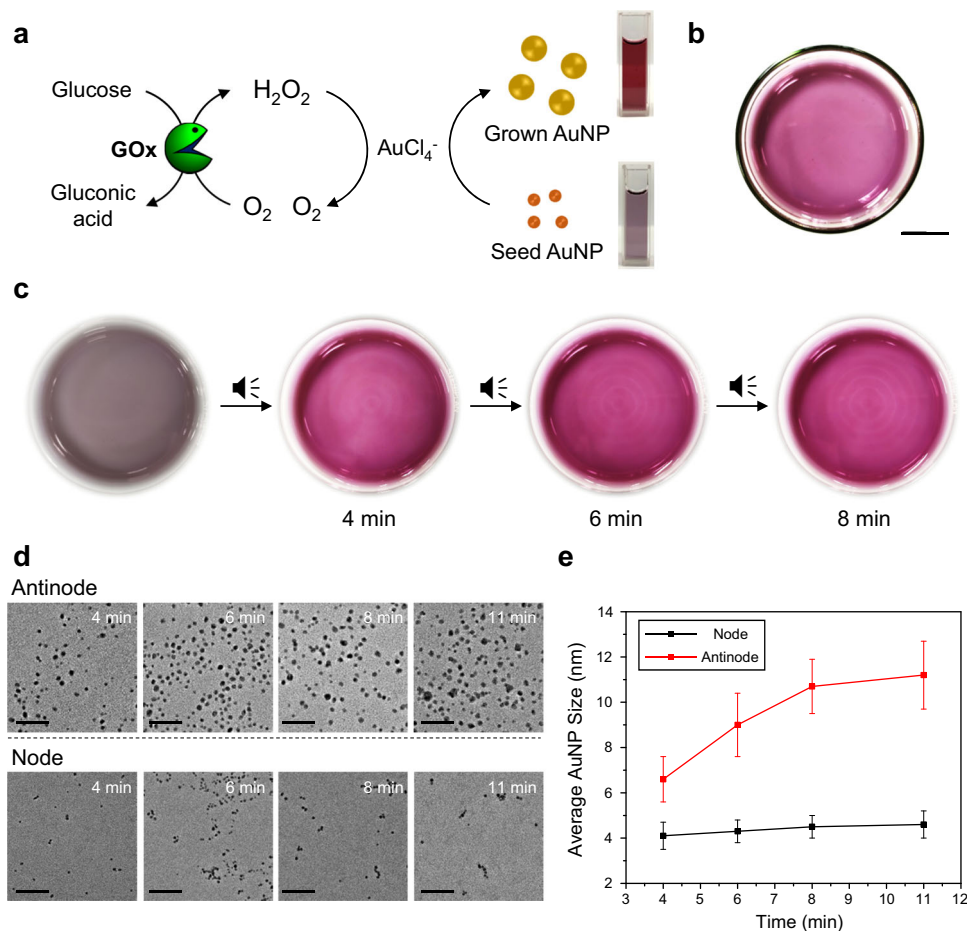 a
Glucose
GOx
Gluconic
acid
H₂O₂
O₂ O₂
AuCl₄⁻
Grown AuNP
Seed AuNP
b
c
4 min
6 min
8 min
d
Antinode
4 min
6 min
8 min
11 min
Node
4 min
6 min
8 min
11 min
e
Average AuNP Size (nm)
14
12
10
8
6
4
2
Node
Antinode
3 4 5 6 7 8 9 10 11 12
Time (min)